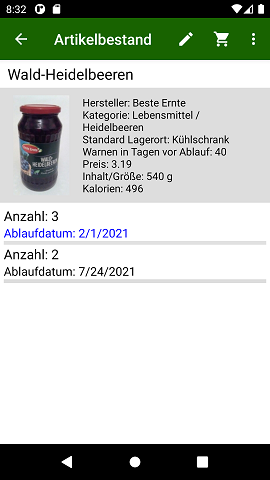 8:32
Artikelbestand
Wald-Heidelbeeren
Hersteller: Beste Ernte
Kategorie: Lebensmittel /
Heidelbeeren
Standard Lagerort: Kühlschrank
Warnen in Tagen vor Ablauf: 40
Preis: 3.19
Inhalt/Größe: 540 g
Kalorien: 496
Anzahl: 3
Ablaufdatum: 2/1/2021
Anzahl: 2
Ablaufdatum: 7/24/2021